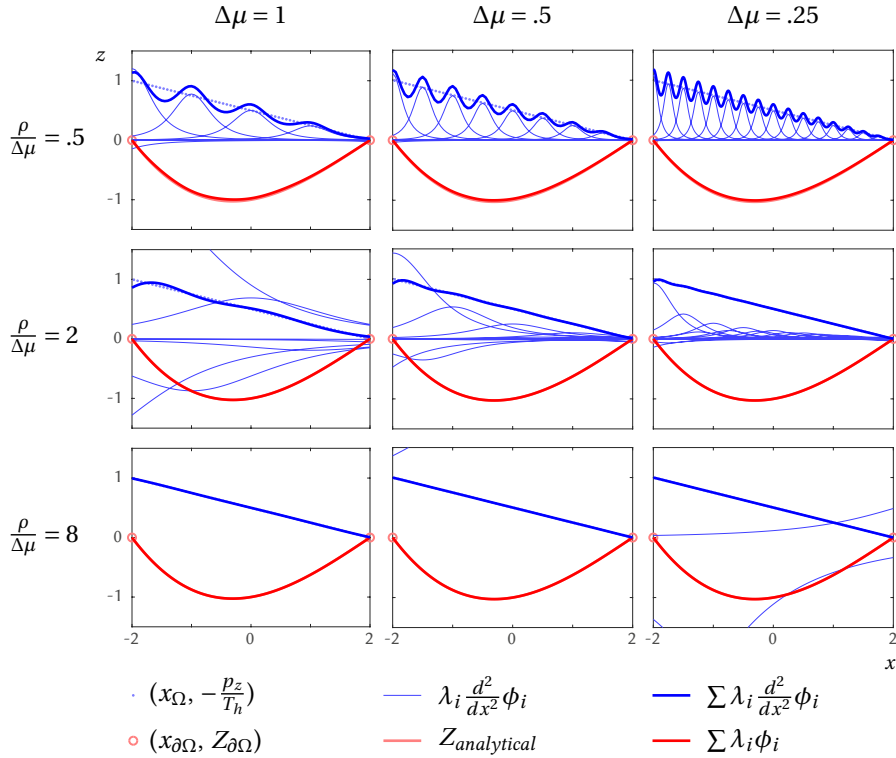 Δμ = 1 Δμ = .5 Δμ = .25
z
1
0
-1
ρ/Δμ = .5
1
0
-1
ρ/Δμ = 2
1
0
-1
ρ/Δμ = 8
-2 0 2 -2 0 2 -2 0 2
x
(x_Ω, −p_z/T_h) λ_i d²/dx² ϕ_i ∑ λ_i d²/dx² ϕ_i
(x_∂Ω, Z_∂Ω) Z_analytical ∑ λ_i ϕ_i